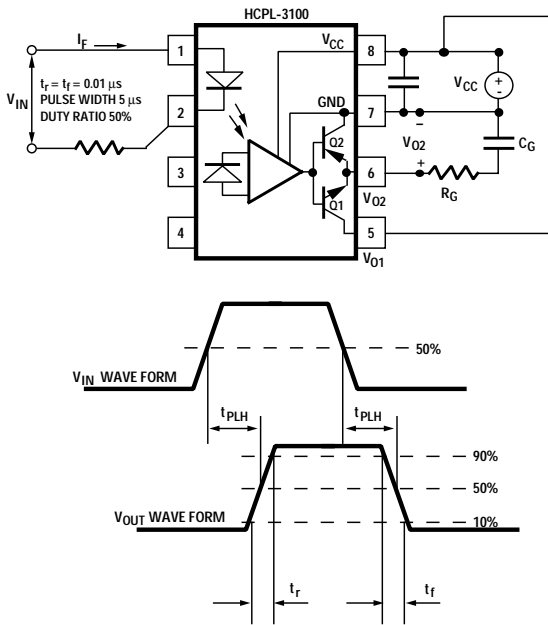 HCPL-3100
I_F
1
V_CC
8
t_r = t_f = 0.01 µs
PULSE WIDTH 5 µs
DUTY RATIO 50%
V_IN
V_CC
+
-
2
GND
7
–
V_O2
C_G
Q2
3
6
+
V_O2
R_G
Q1
4
5
V_O1
50%
V_IN WAVE FORM
t_PLH
t_PLH
90%
50%
V_OUT WAVE FORM
10%
t_r
t_f